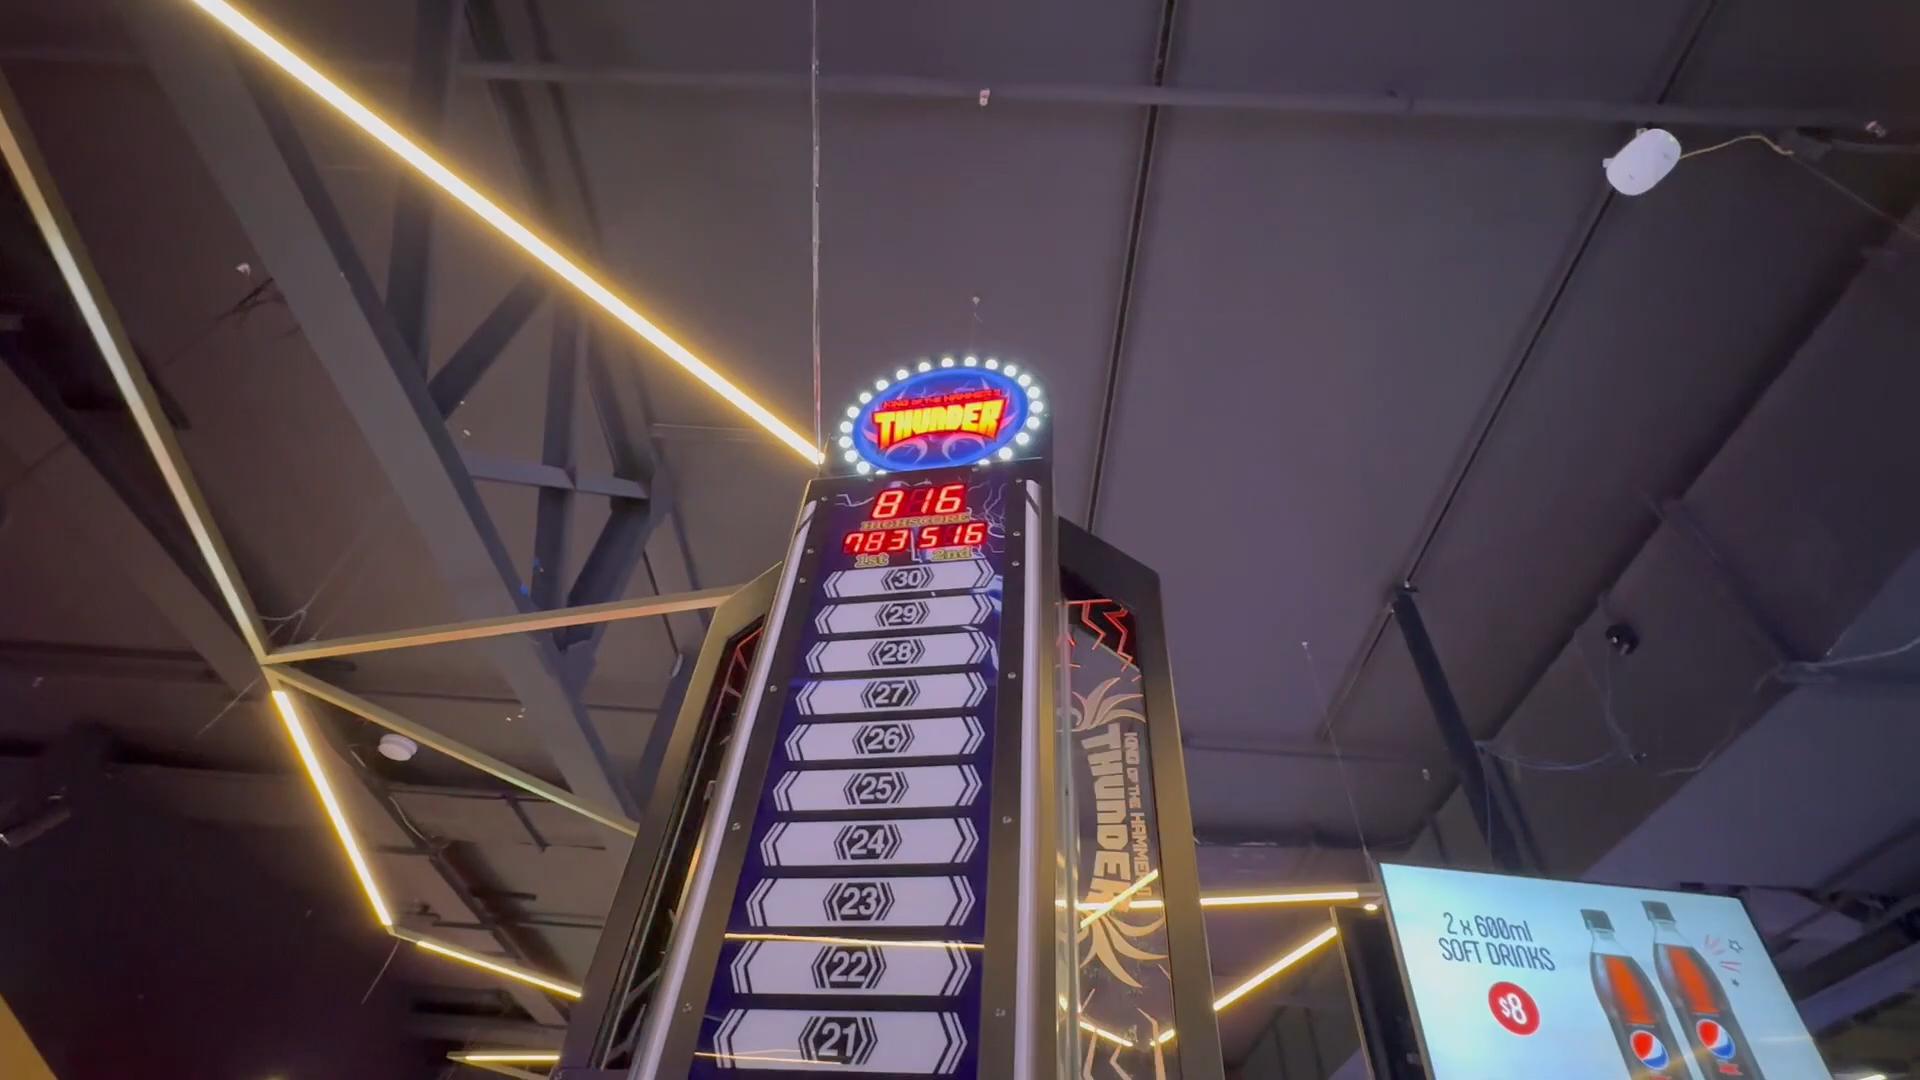 KING OF THE HAMMER II
THUNDER
816
HIGHSCORE
783 516
1st 2nd
30
29
28
27
26
25
24
23
22
21
KING OF THE HAMMER II
THUNDER
2 x 600ml
SOFT DRINKS
$8